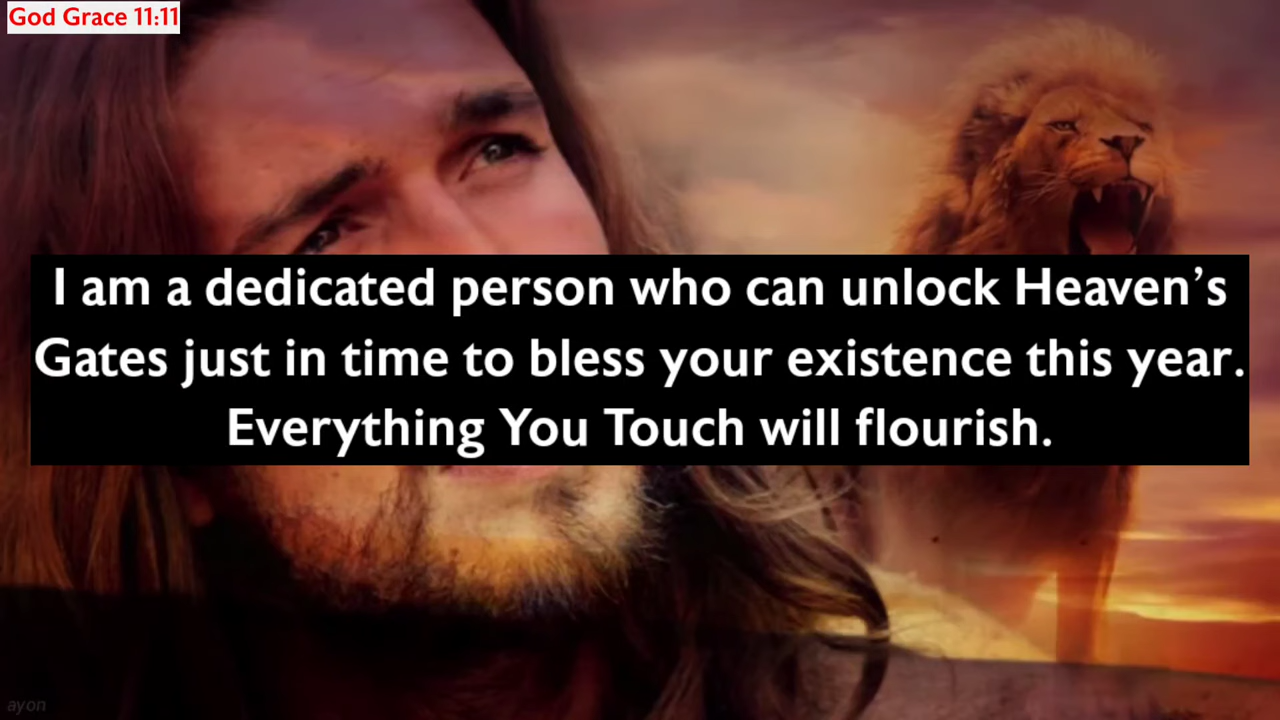 God Grace 11:11
I am a dedicated person who can unlock Heaven’s
Gates just in time to bless your existence this year.
Everything You Touch will flourish.
ayon